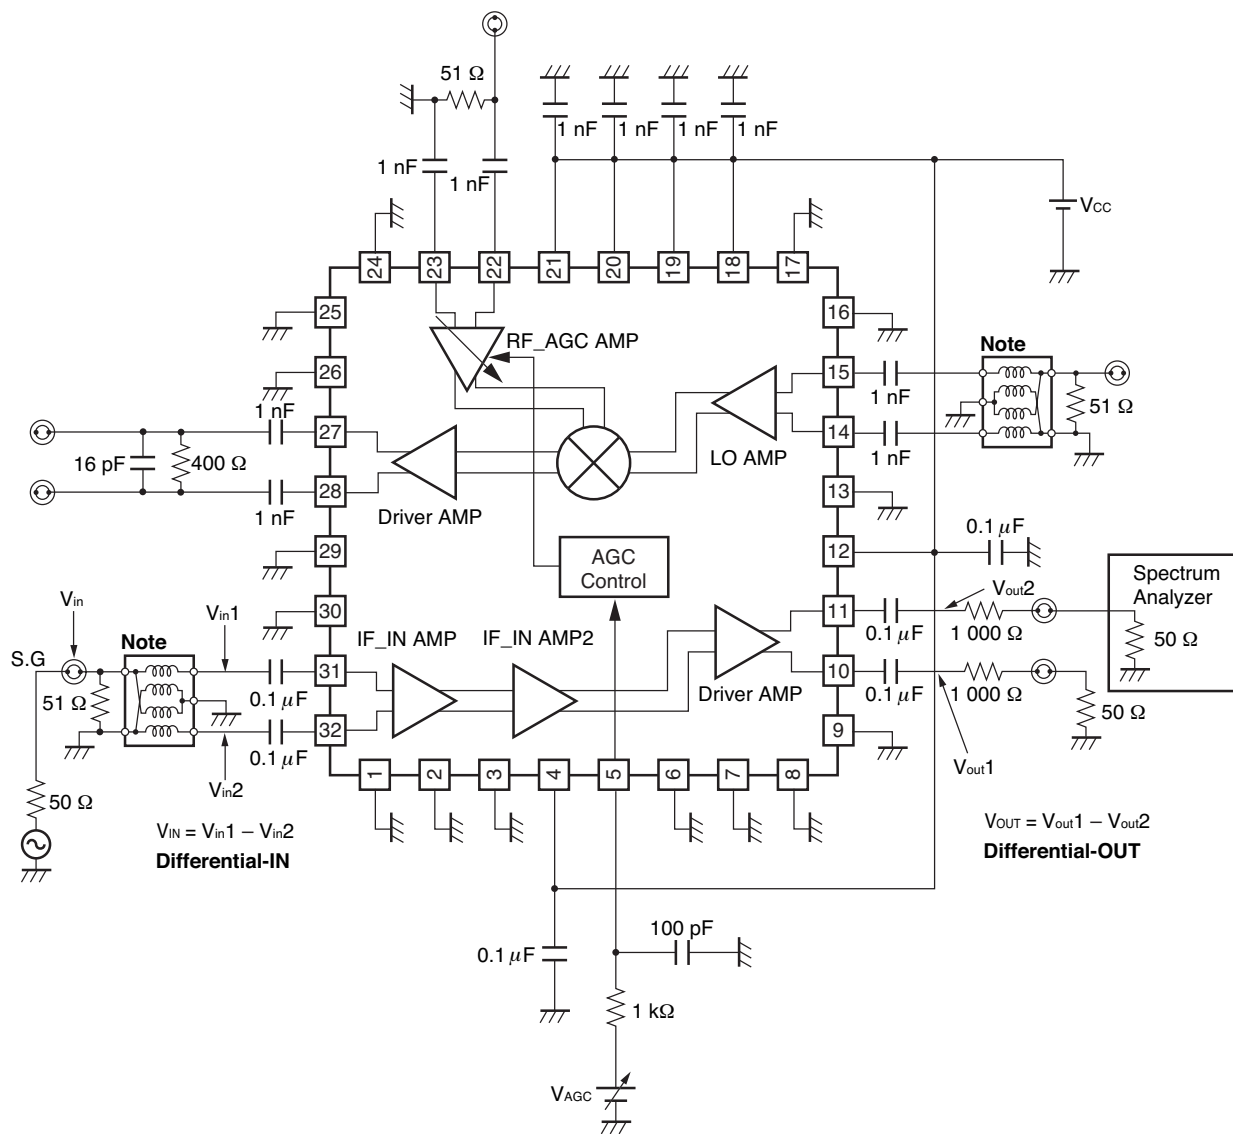 51 Ω
1 nF
1 nF
1 nF
1 nF
1 nF
1 nF
VCC
24
23
22
21
20
19
18
17
25
16
RF_AGC AMP
Note
26
15
1 nF
1 nF
51 Ω
27
14
16 pF
400 Ω
LO AMP
1 nF
28
13
1 nF
Driver AMP
0.1 μF
29
AGC
Control
12
Spectrum
Analyzer
Vin
Vout2
30
11
Vin1
Note
IF_IN AMP
IF_IN AMP2
0.1 μF
1 000 Ω
50 Ω
S.G
31
10
51 Ω
0.1 μF
Driver AMP
0.1 μF
1 000 Ω
50 Ω
32
9
0.1 μF
Vout1
Vin2
1
2
3
4
5
6
7
8
50 Ω
VIN = Vin1 − Vin2
Differential-IN
VOUT = Vout1 − Vout2
Differential-OUT
100 pF
0.1 μF
1 kΩ
VAGC